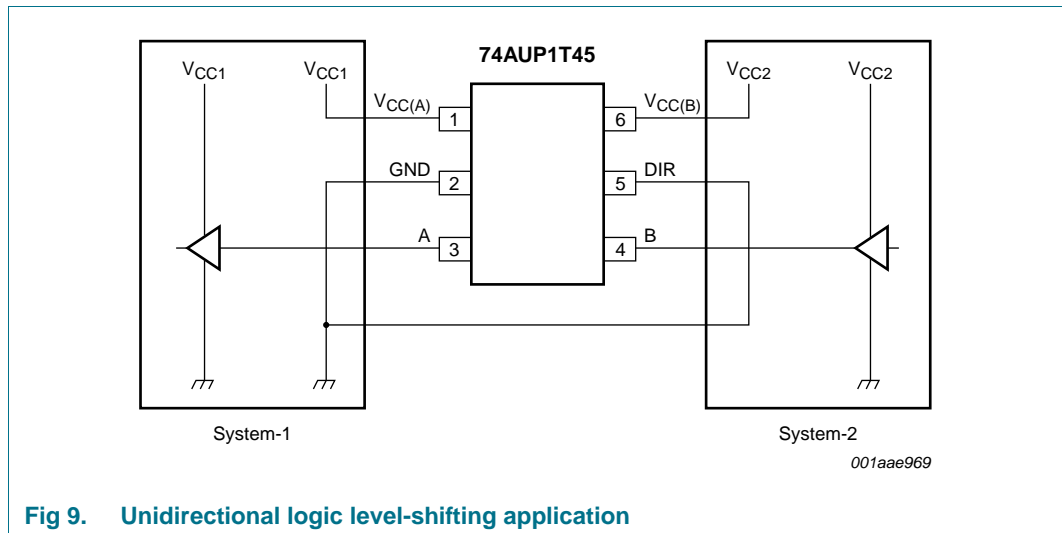 74AUP1T45
VCC1 VCC1 VCC2 VCC2
VCC(A) VCC(B)
1 6
GND DIR
2 5
A B
3 4
System-1 System-2
001aae969
Fig 9. Unidirectional logic level-shifting application